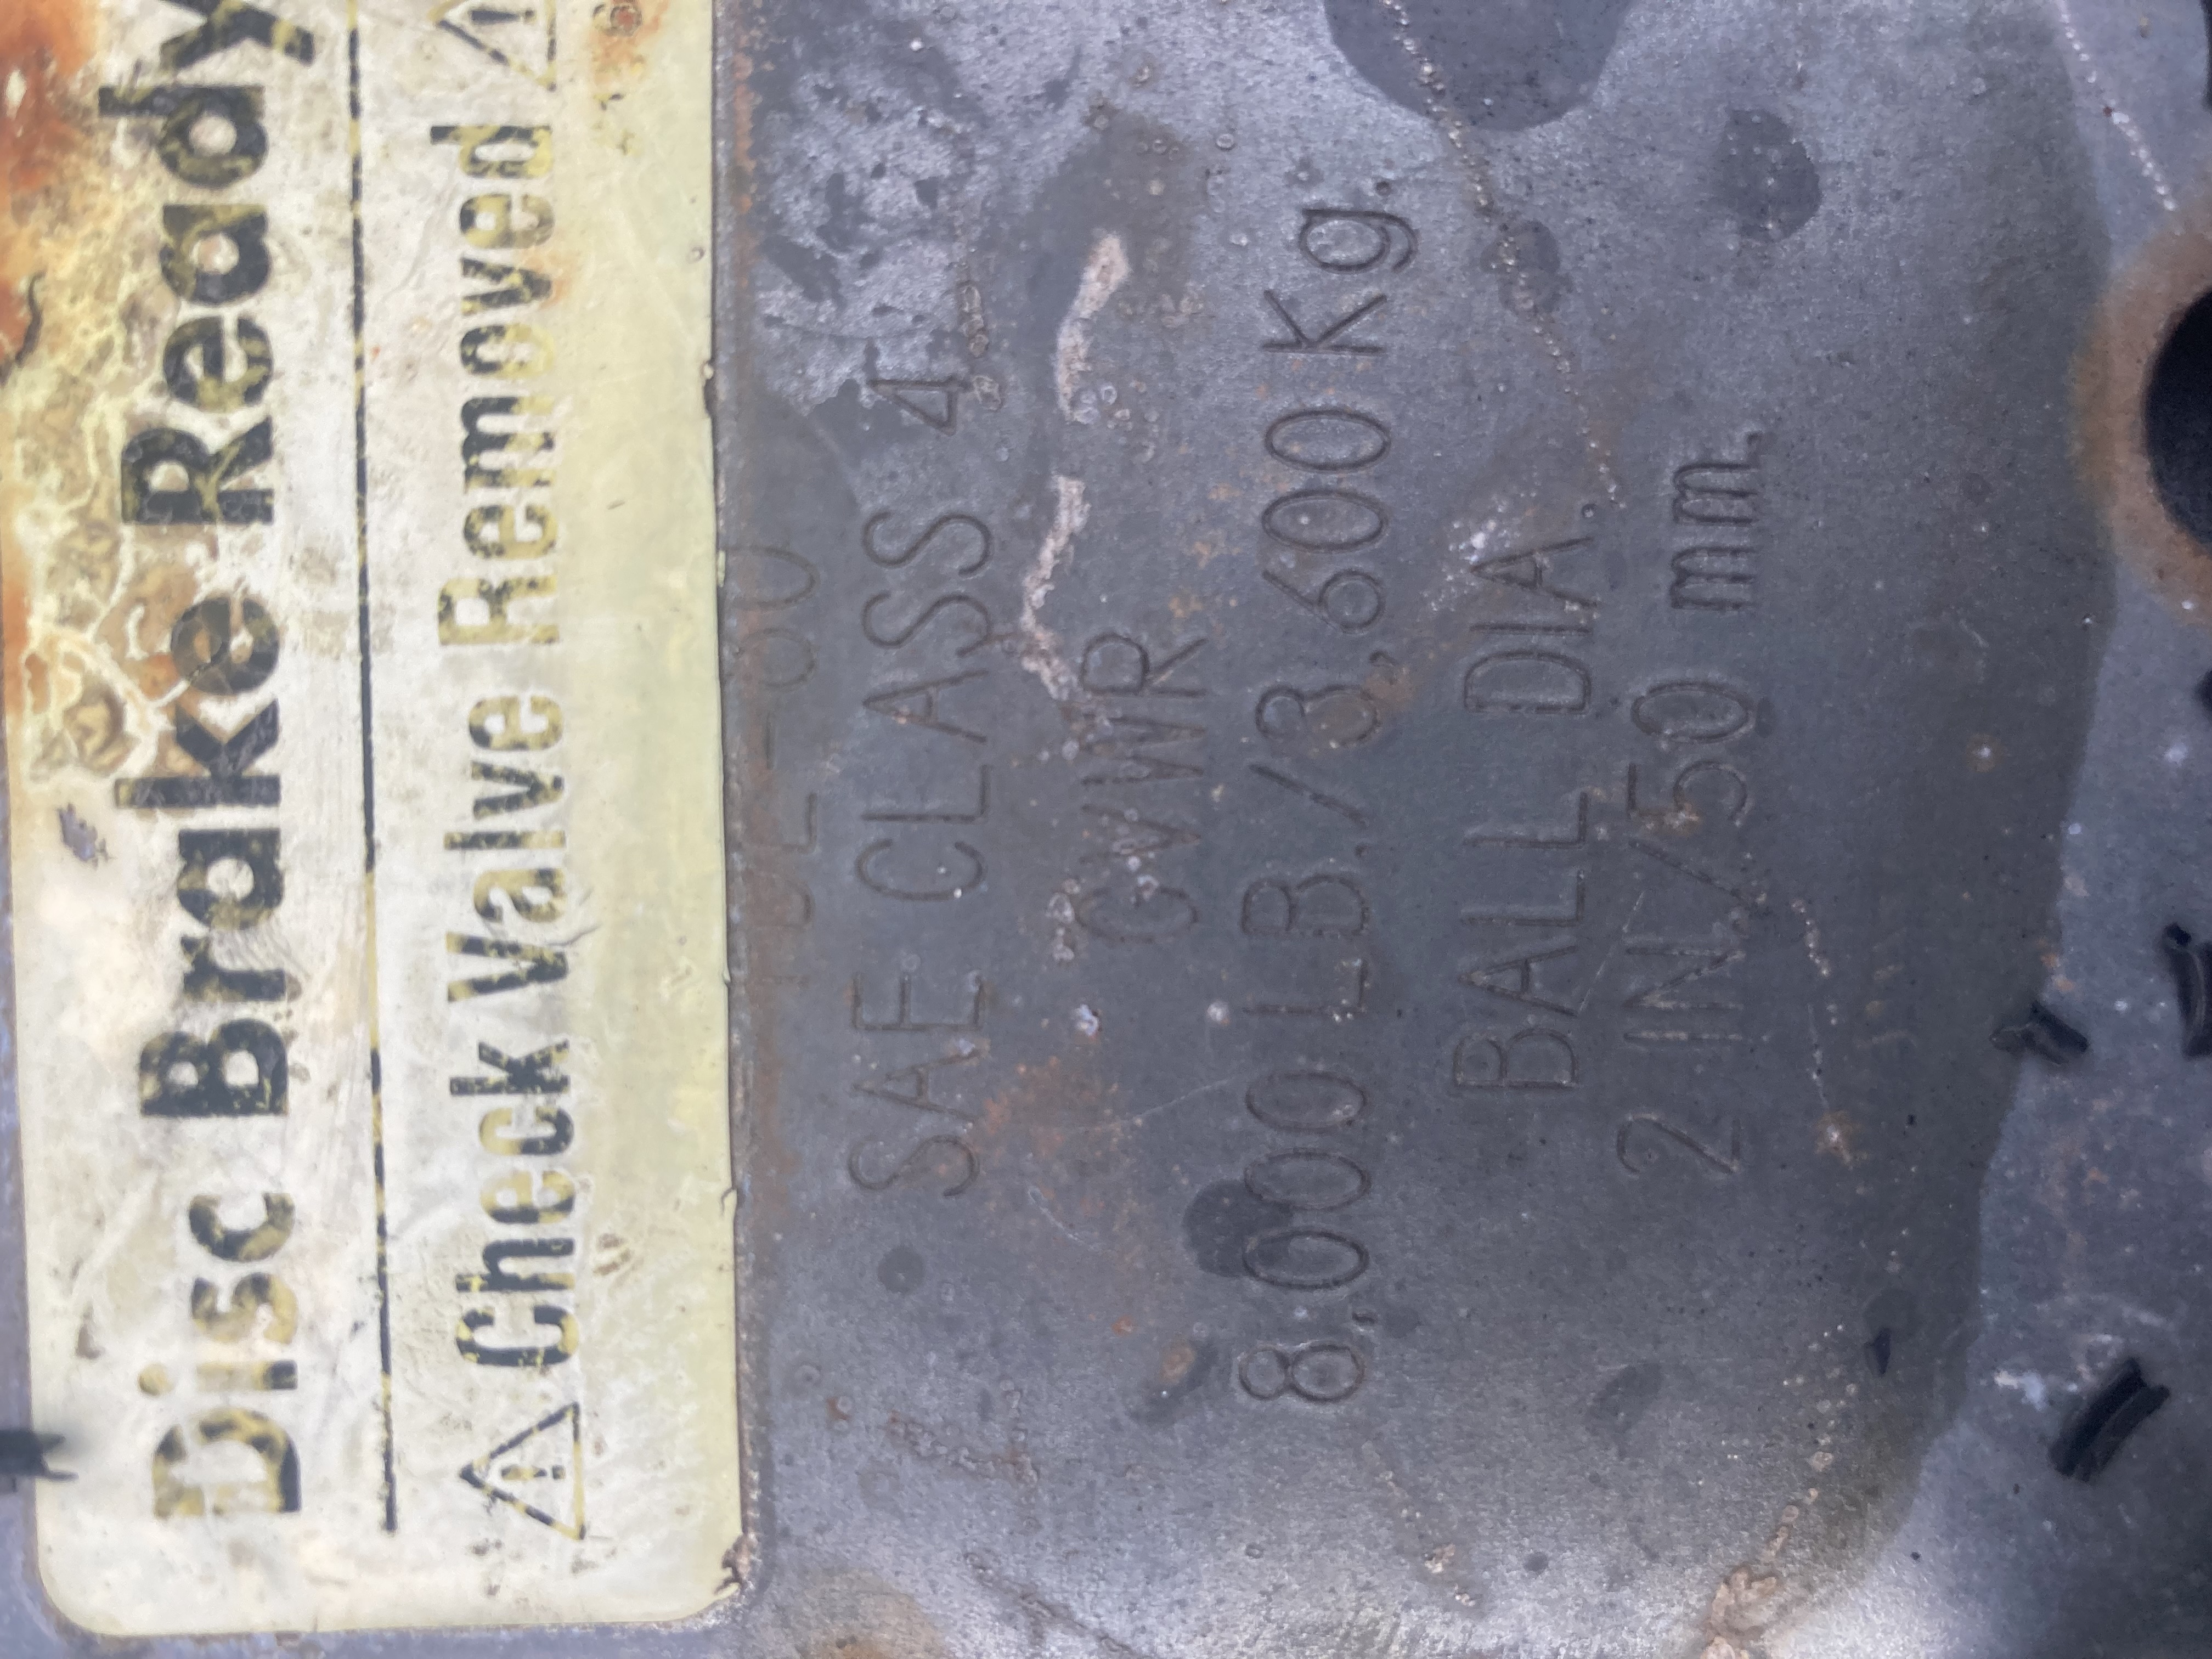 Disc Brake Ready
Check Valve Removed
SAE CLASS 4
GVWR
8,000 LB./3,600 Kg.
BALL DIA.
2 IN./50 mm.